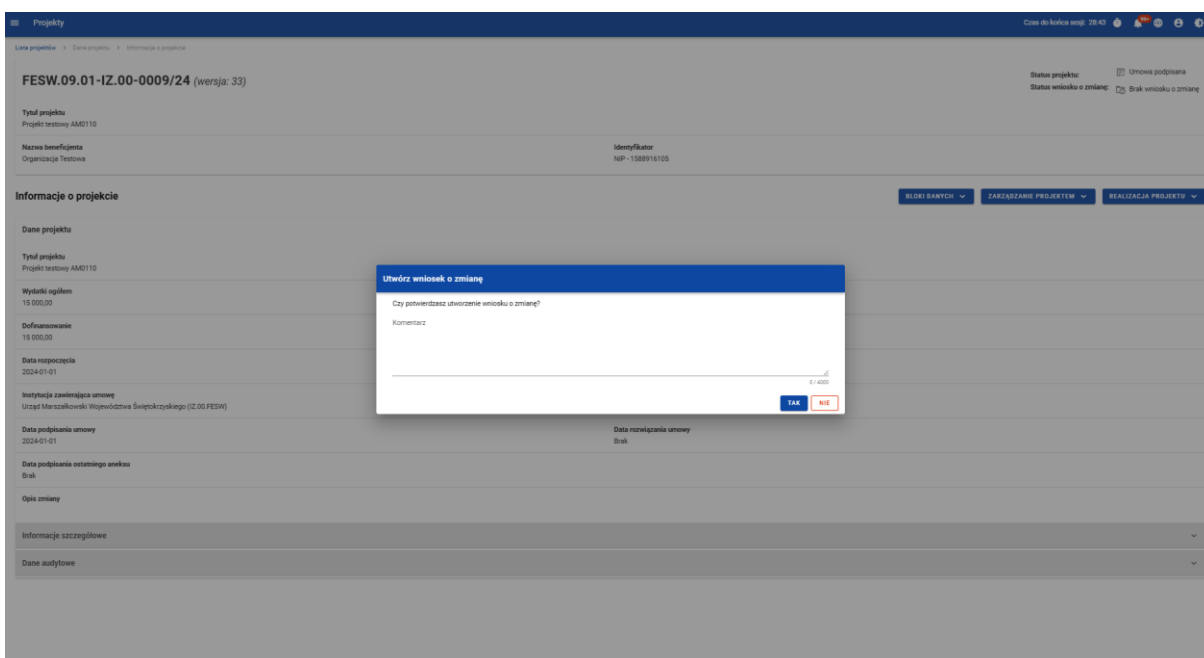 Projekty
Czas do końca sesji: 28:43
99+
Lista projektów > Dane projektu > Informacje o projekcie
FESW.09.01-IZ.00-0009/24 (wersja: 33)
Status projektu: Umowa podpisana
Status wniosku o zmianę: Brak wniosku o zmianę
Tytuł projektu
Projekt testowy AM0110
Nazwa beneficjenta Identyfikator
Organizacja Testowa NIP - 1588916105
Informacje o projekcie BLOKI DANYCH ZARZĄDZANIE PROJEKTEM REALIZACJA PROJEKTU
Dane projektu
Tytuł projektu
Projekt testowy AM0110
Utwórz wniosek o zmianę
Czy potwierdzasz utworzenie wniosku o zmianę?
Komentarz
0 / 4000
TAK NIE
Wydatki ogółem
15 000,00
Dofinansowanie
15 000,00
Data rozpoczęcia
2024-01-01
Instytucja zawierająca umowę
Urząd Marszałkowski Województwa Świętokrzyskiego (IZ.00.FESW)
Data podpisania umowy Data rozwiązania umowy
2024-01-01 Brak
Data podpisania ostatniego aneksu
Brak
Opis zmiany
Informacje szczegółowe
Dane audytowe